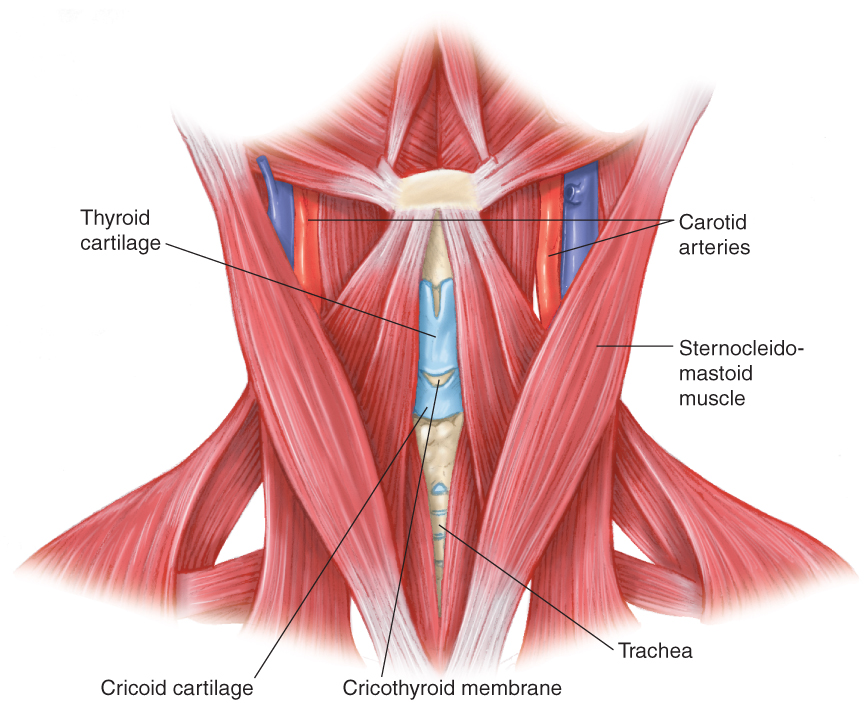 Thyroid
cartilage
Carotid
arteries
Sternocleido-
mastoid
muscle
Trachea
Cricoid cartilage
Cricothyroid membrane